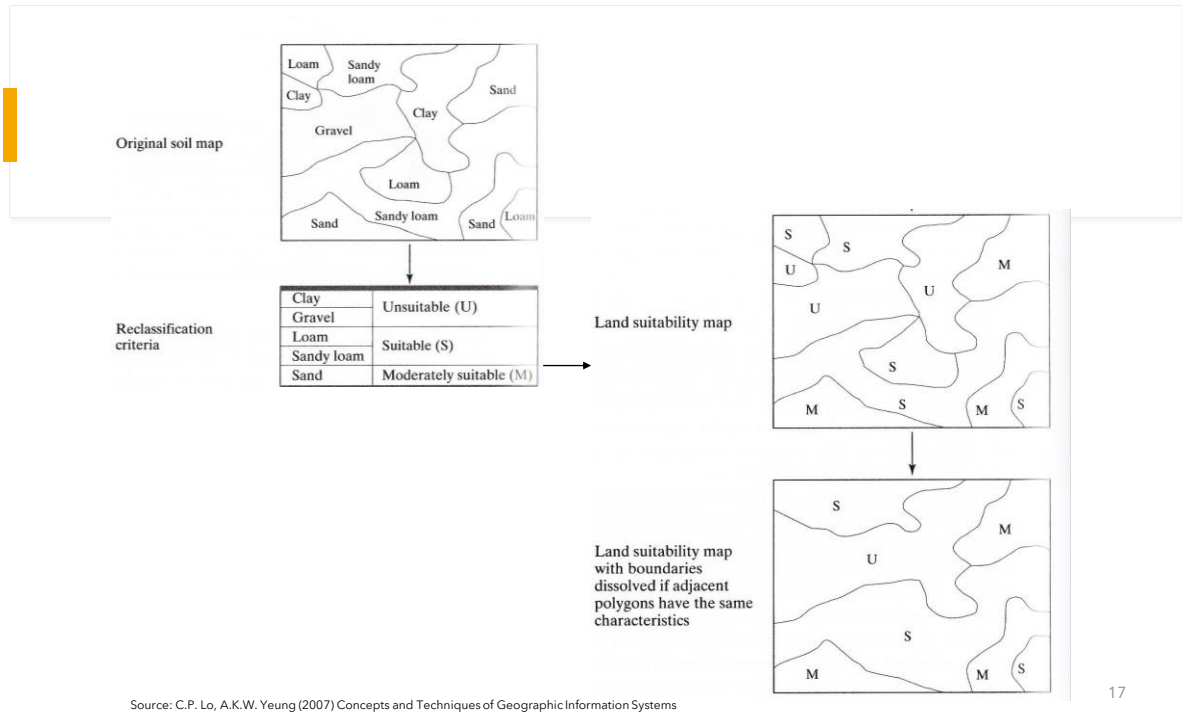 Original soil map
Loam
Sandy
loam
Clay
Sand
Clay
Gravel
Loam
Sand
Sandy loam
Sand
Loam
Reclassification
criteria
Clay
Gravel
Unsuitable (U)
Loam
Sandy loam
Suitable (S)
Sand
Moderately suitable (M)
Land suitability map
S
S
U
M
U
U
S
M
S
M
S
Land suitability map
with boundaries
dissolved if adjacent
polygons have the same
characteristics
S
M
U
S
M
M
S
Source: C.P. Lo, A.K.W. Yeung (2007) Concepts and Techniques of Geographic Information Systems
17